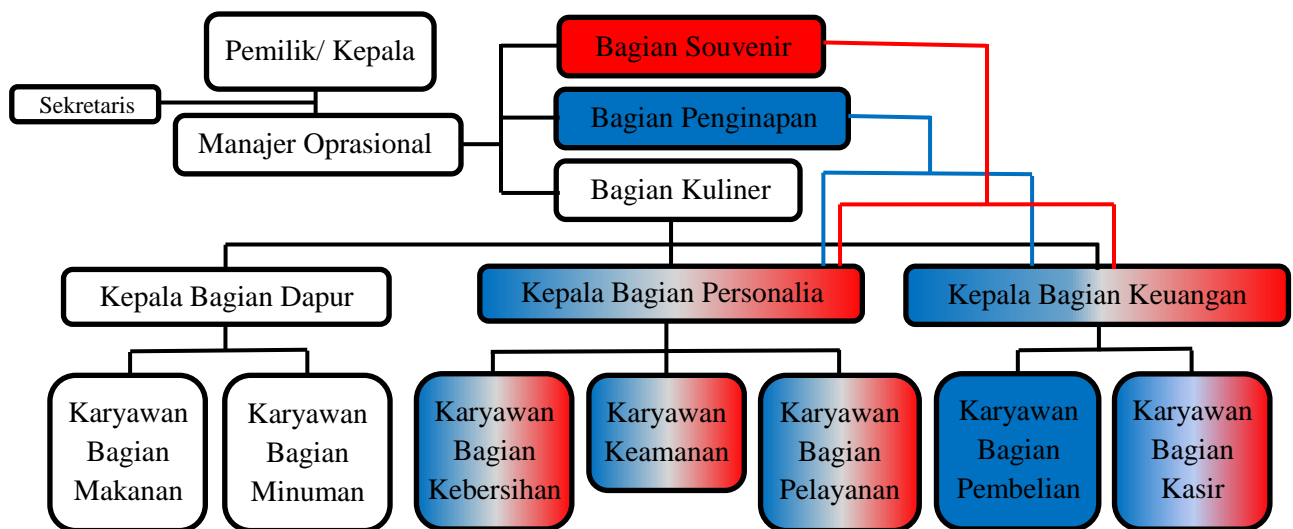 Pemilik/ Kepala
Bagian Souvenir
Sekretaris
Bagian Penginapan
Manajer Oprasional
Bagian Kuliner
Kepala Bagian Dapur
Kepala Bagian Personalia
Kepala Bagian Keuangan
Karyawan
Bagian
Makanan
Karyawan
Bagian
Minuman
Karyawan
Bagian
Kebersihan
Karyawan
Keamanan
Karyawan
Bagian
Pelayanan
Karyawan
Bagian
Pembelian
Karyawan
Bagian
Kasir